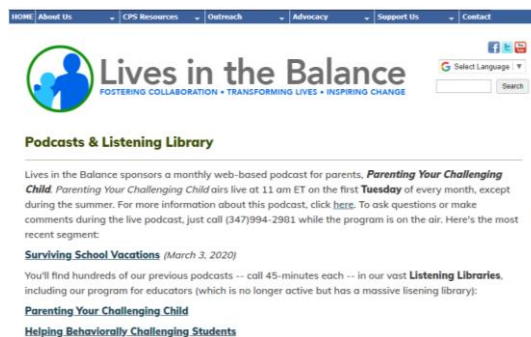 HOME About Us CPS Resources Outreach Advocacy Support Us Contact
Lives in the Balance
FOSTERING COLLABORATION • TRANSFORMING LIVES • INSPIRING CHANGE
Select Language
Search
Podcasts & Listening Library
Lives in the Balance sponsors a monthly web-based podcast for parents, Parenting Your Challenging
Child. Parenting Your Challenging Child airs live at 11 am ET on the first Tuesday of every month, except
during the summer. For more information about this podcast, click here. To ask questions or make
comments during the live podcast, just call (347)994-2981 while the program is on the air. Here's the most
recent segment:
Surviving School Vacations (March 3, 2020)
You'll find hundreds of our previous podcasts -- call 45-minutes each -- in our vast Listening Libraries,
including our program for educators (which is no longer active but has a massive lisening library):
Parenting Your Challenging Child
Helping Behaviorally Challenging Students